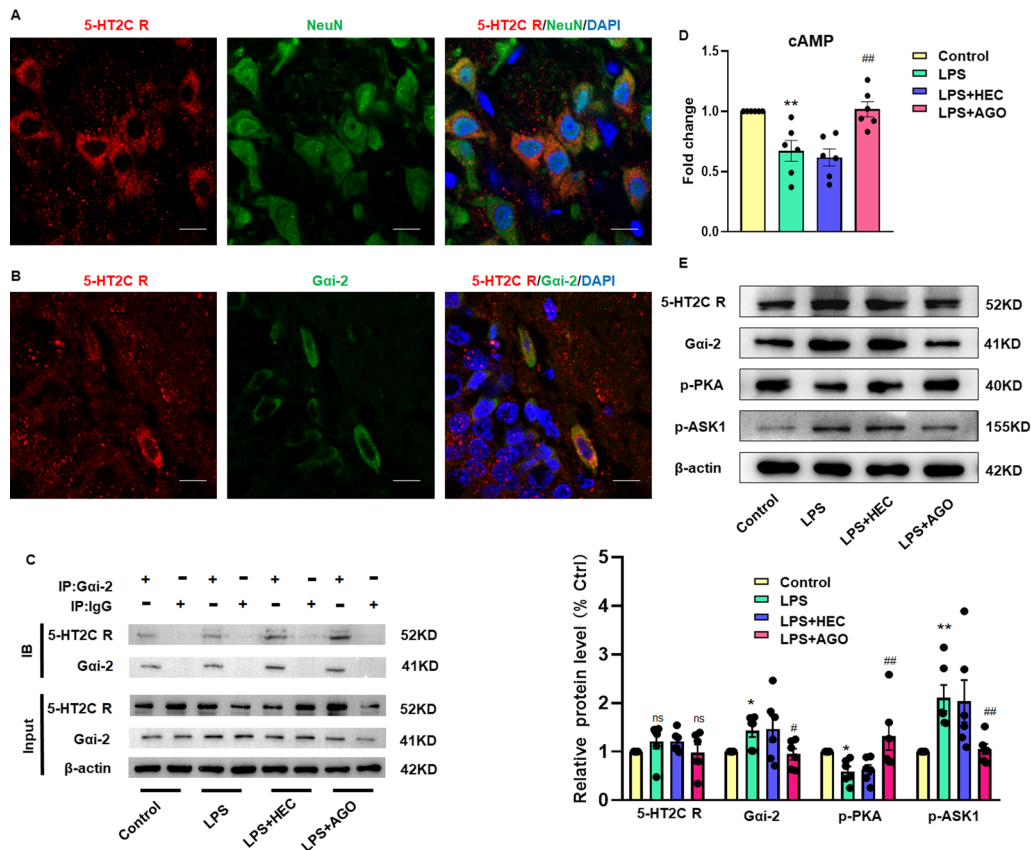 A
5-HT2C R
NeuN
5-HT2C R/NeuN/DAPI
B
5-HT2C R
Gαi-2
5-HT2C R/Gαi-2/DAPI
C
IP:Gαi-2 + - + - + - + -
IP:IgG - + - + - + - +
IB
5-HT2C R 52KD
Gαi-2 41KD
Input
5-HT2C R 52KD
Gαi-2 41KD
β-actin 42KD
Control
LPS
LPS+HEC
LPS+AGO
D
cAMP
Fold change
1.5
1.0
0.5
0.0
**
##
Control
LPS
LPS+HEC
LPS+AGO
E
5-HT2C R 52KD
Gαi-2 41KD
p-PKA 40KD
p-ASK1 155KD
β-actin 42KD
Control
LPS
LPS+HEC
LPS+AGO
Relative protein level (% Ctrl)
5
4
3
2
1
0
Control
LPS
LPS+HEC
LPS+AGO
ns ns * # * ## ** ##
5-HT2C R Gαi-2 p-PKA p-ASK1